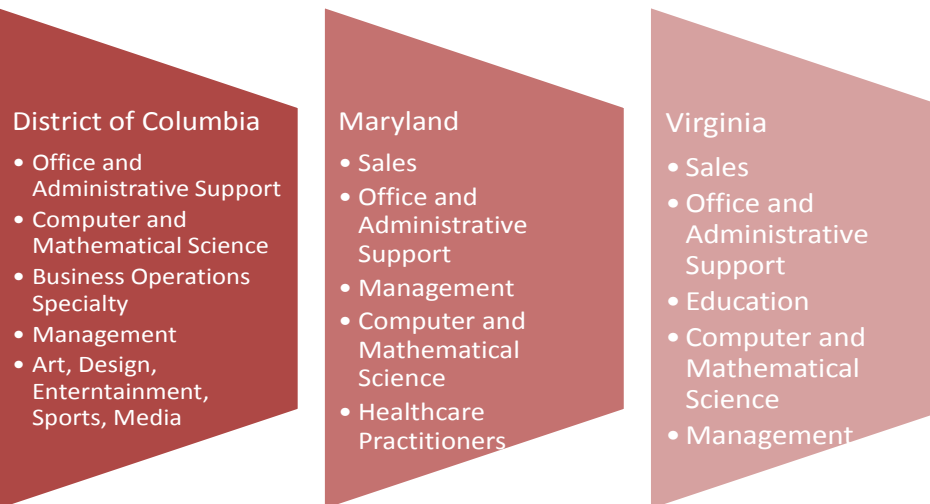 District of Columbia
• Office and
Administrative Support
• Computer and
Mathematical Science
• Business Operations
Specialty
• Management
• Art, Design,
Enterntainment,
Sports, Media
Maryland
• Sales
• Office and
Administrative
Support
• Management
• Computer and
Mathematical
Science
• Healthcare
Practitioners
Virginia
• Sales
• Office and
Administrative
Support
• Education
• Computer and
Mathematical
Science
• Management